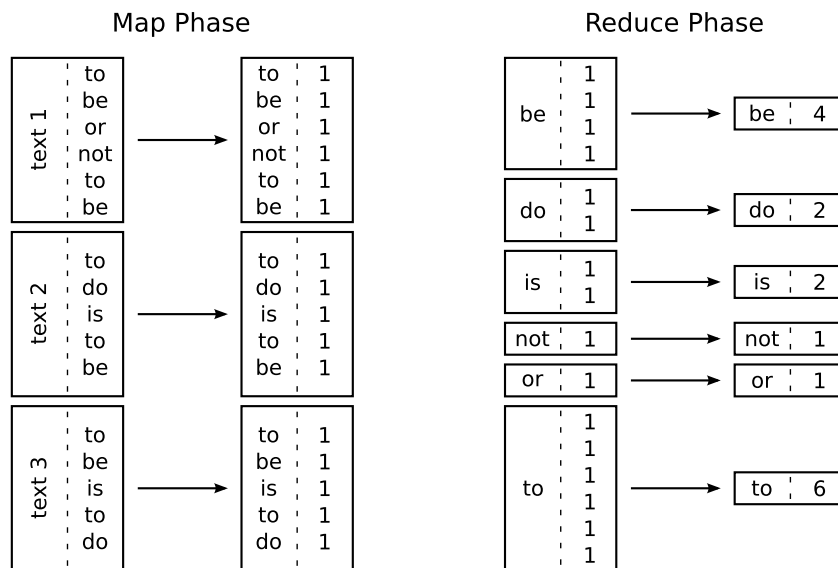 Map Phase
Reduce Phase
text 1
to
be
or
not
to
be
to 1
be 1
or 1
not 1
to 1
be 1
text 2
to
do
is
to
be
to 1
do 1
is 1
to 1
be 1
text 3
to
be
is
to
do
to 1
be 1
is 1
to 1
do 1
be
1
1
1
1
be 4
do
1
1
do 2
is
1
1
is 2
not 1
not 1
or 1
or 1
to
1
1
1
1
1
1
to 6